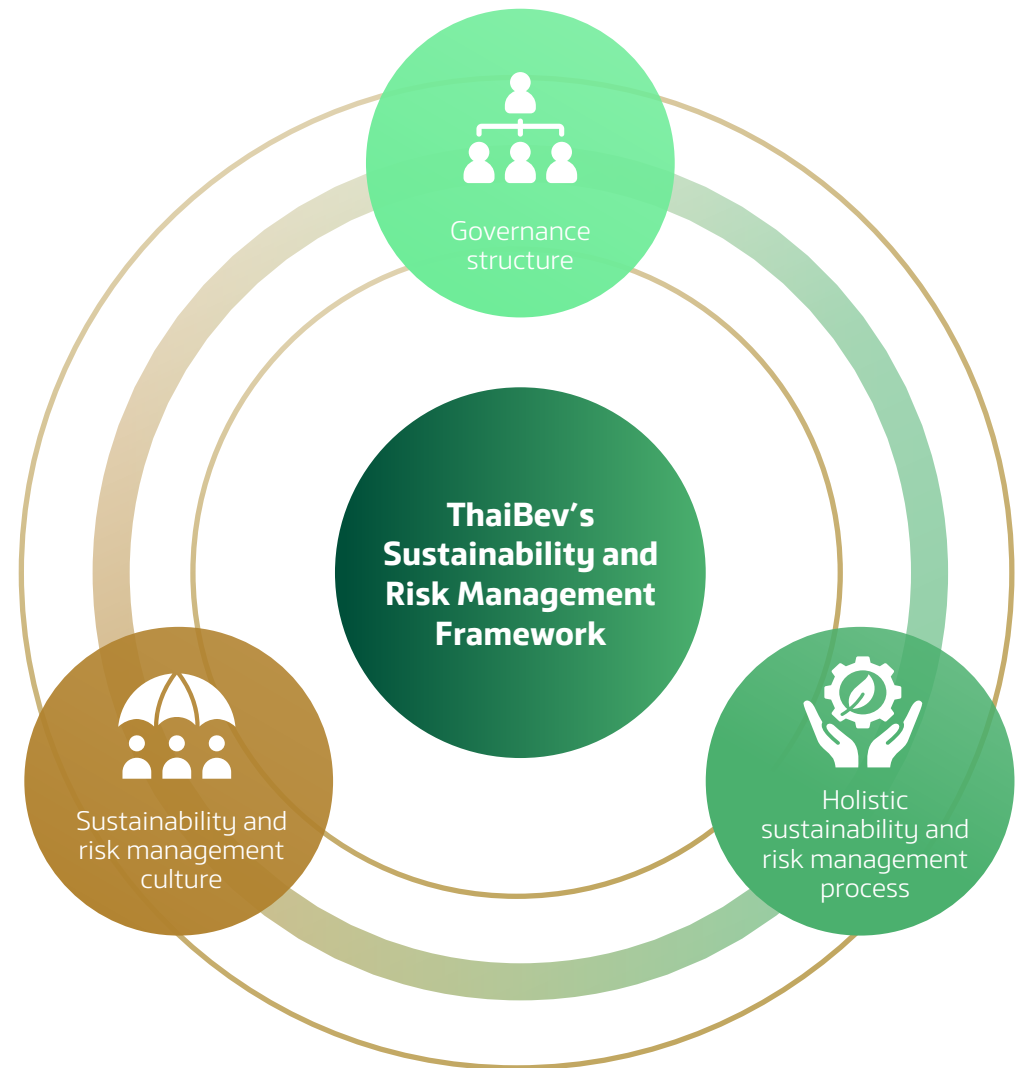 Governance
structure
ThaiBev’s
Sustainability and
Risk Management
Framework
Sustainability and
risk management
culture
Holistic
sustainability and
risk management
process